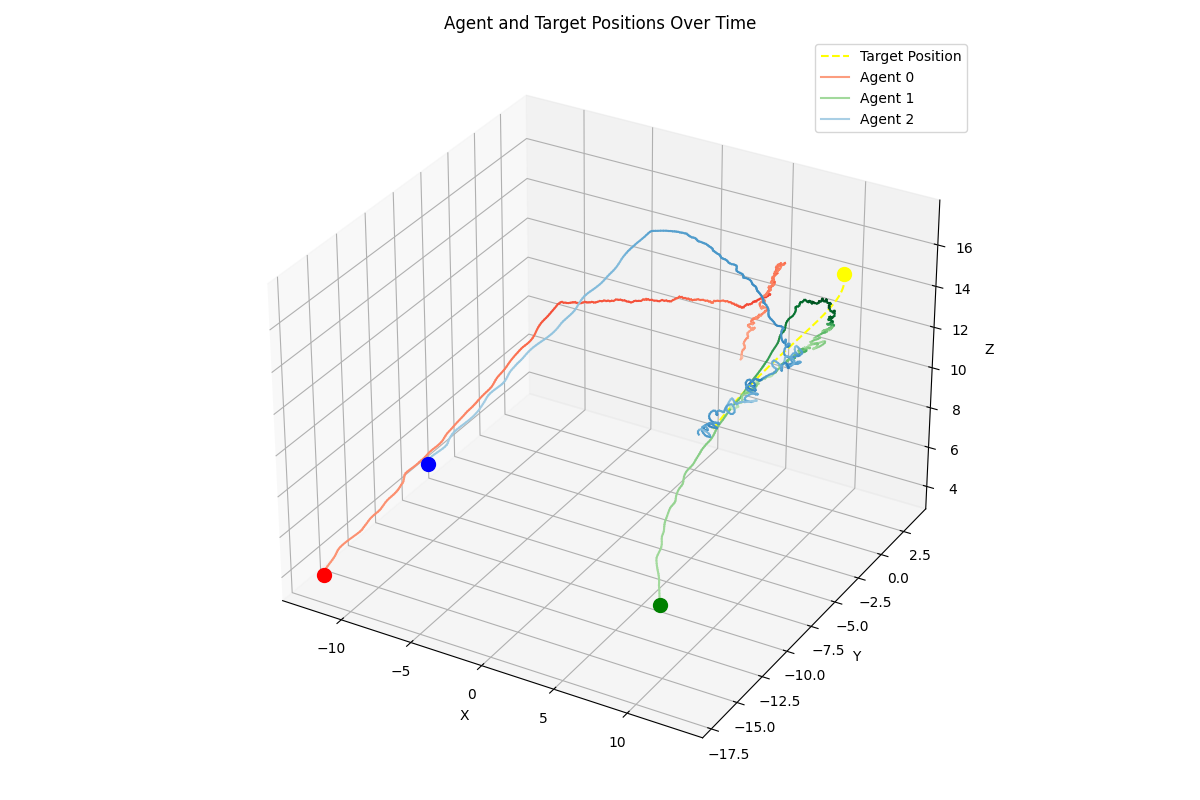 Agent and Target Positions Over Time
Target Position
Agent 0
Agent 1
Agent 2
16
14
12
10
8
6
4
Z
2.5
0.0
−2.5
−5.0
−7.5
−10.0
−12.5
−15.0
−17.5
Y
−10
−5
0
5
10
X